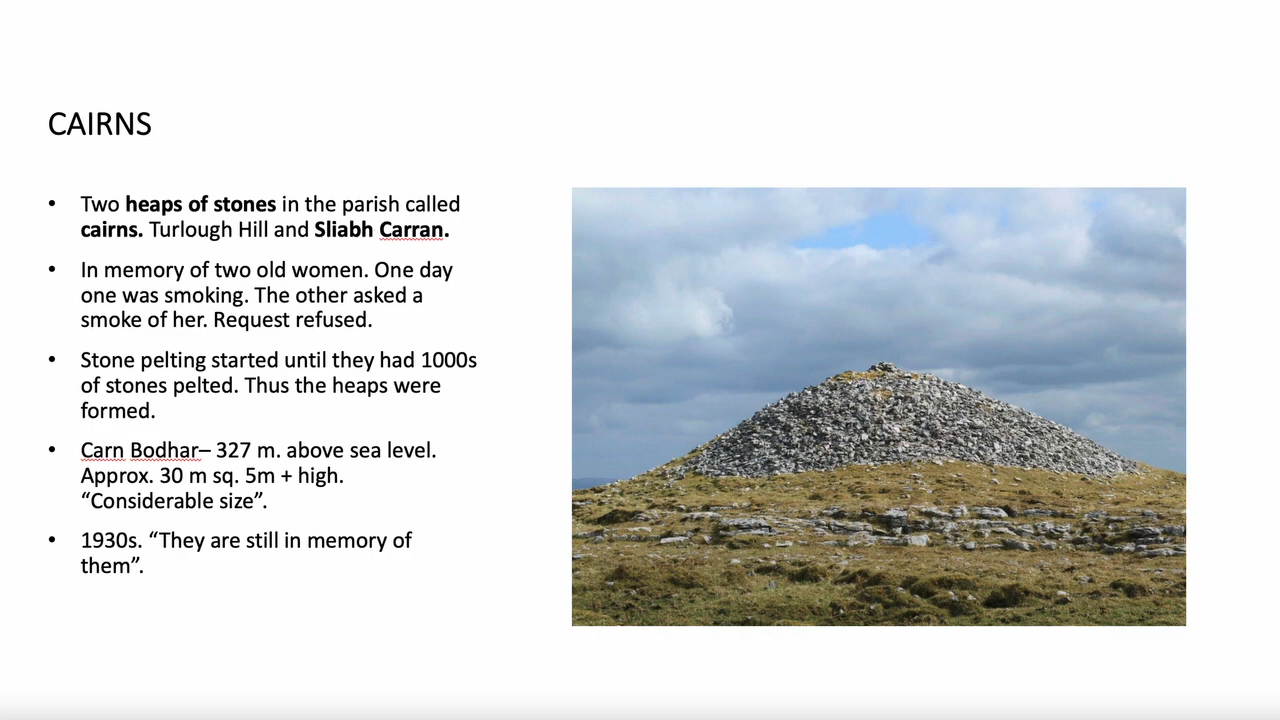 CAIRNS
• Two heaps of stones in the parish called
cairns. Turlough Hill and Sliabh Carran.
• In memory of two old women. One day
one was smoking. The other asked a
smoke of her. Request refused.
• Stone pelting started until they had 1000s
of stones pelted. Thus the heaps were
formed.
• Carn Bodhar– 327 m. above sea level.
Approx. 30 m sq. 5m + high.
“Considerable size”.
• 1930s. “They are still in memory of
them”.